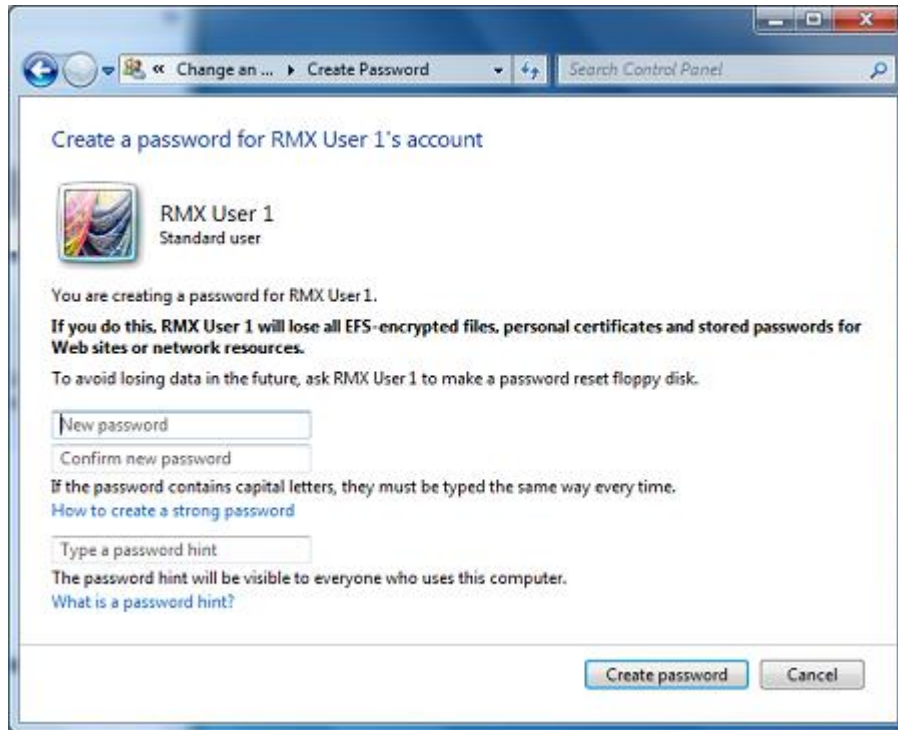 « Change an ... ▸ Create Password
Search Control Panel
Create a password for RMX User 1's account
RMX User 1
Standard user
You are creating a password for RMX User 1.
If you do this, RMX User 1 will lose all EFS-encrypted files, personal certificates and stored passwords for
Web sites or network resources.
To avoid losing data in the future, ask RMX User 1 to make a password reset floppy disk.
New password
Confirm new password
If the password contains capital letters, they must be typed the same way every time.
How to create a strong password
Type a password hint
The password hint will be visible to everyone who uses this computer.
What is a password hint?
Create password
Cancel